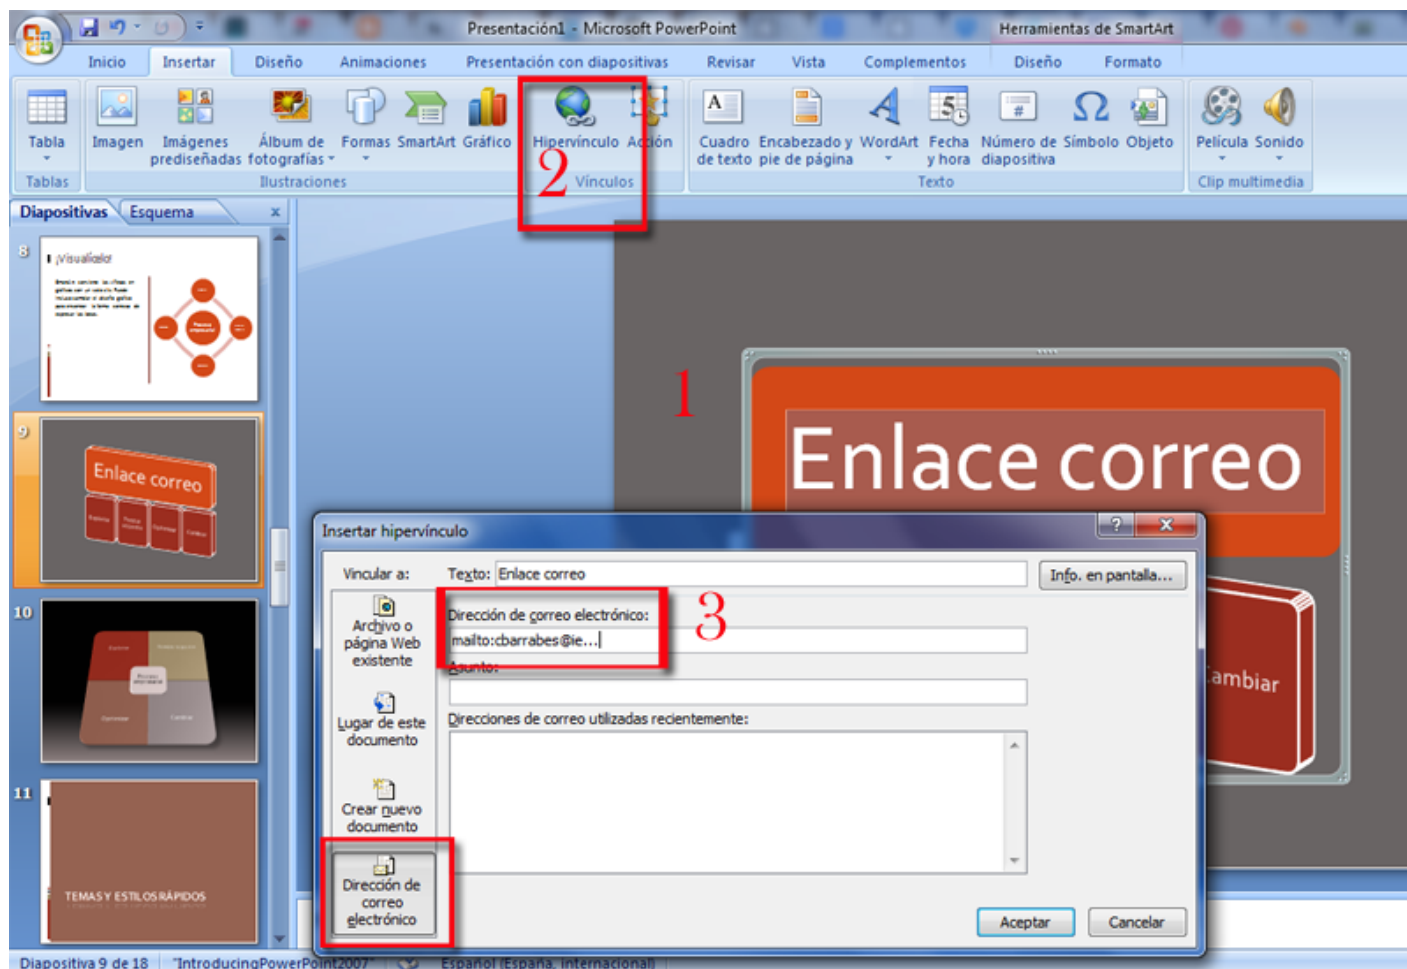 Presentación1 - Microsoft PowerPoint
Herramientas de SmartArt
Inicio Insertar Diseño Animaciones Presentación con diapositivas Revisar Vista Complementos Diseño Formato
Tabla
Imagen
Imágenes prediseñadas
Álbum de fotografías
Formas
SmartArt
Gráfico
Hipervínculo
Acción
Cuadro de texto
Encabezado y pie de página
WordArt
Fecha y hora
Número de diapositiva
Símbolo
Objeto
Película
Sonido
Tablas
Ilustraciones
Vínculos
Texto
Clip multimedia
2
Diapositivas Esquema x
8
¡Visualícelo!
9
Enlace correo
10
11
TEMAS Y ESTILOS RÁPIDOS
1
Enlace correo
Cambiar
Insertar hipervínculo
? X
Vincular a:
Texto: Enlace correo
Info. en pantalla...
Archivo o página Web existente
Lugar de este documento
Crear nuevo documento
Dirección de correo electrónico
Dirección de correo electrónico:
mailto:cbarrabes@ie...
3
Asunto:
Direcciones de correo utilizadas recientemente:
Aceptar Cancelar
Diapositiva 9 de 18 "IntroducingPowerPoint2007" Español (España, internacional)